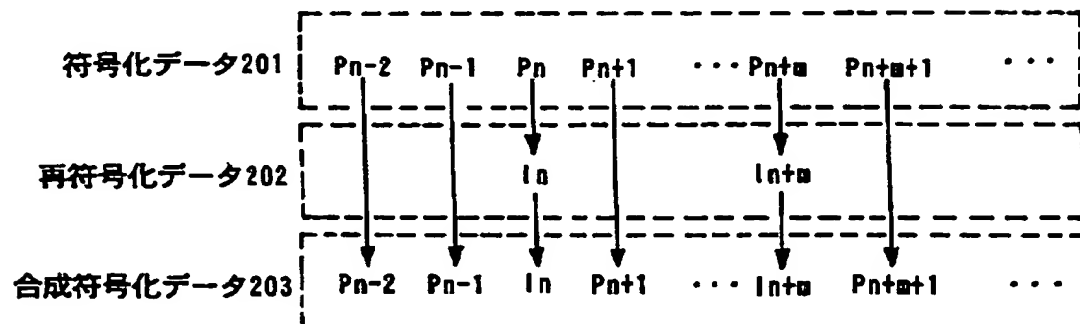 符号化データ201 Pn-2 Pn-1 Pn Pn+1 ··· Pn+m Pn+m+1 ···
再符号化データ202 In In+m
合成符号化データ203 Pn-2 Pn-1 In Pn+1 ··· In+m Pn+m+1 ···